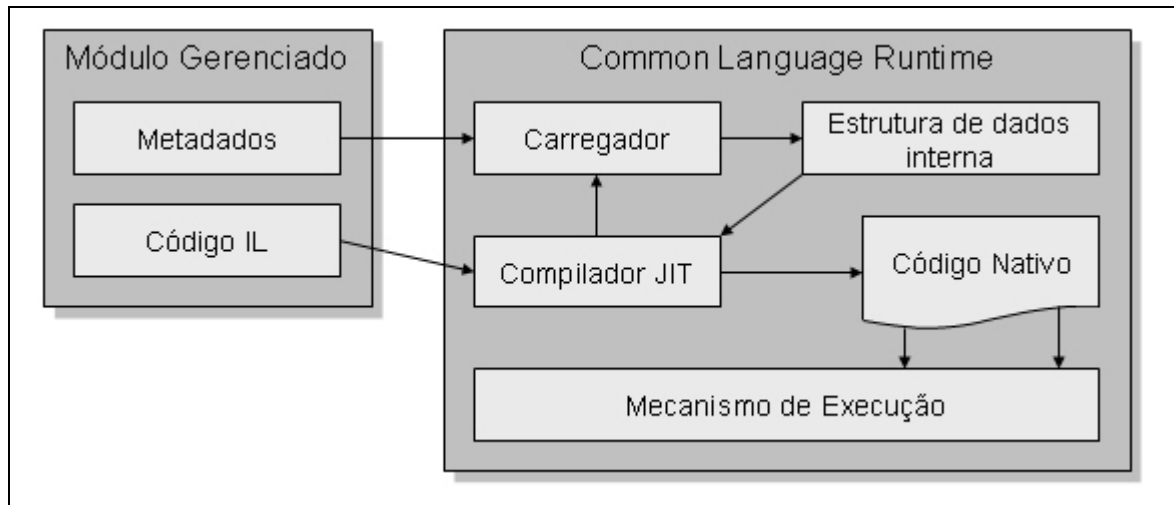 Módulo Gerenciado
Metadados
Código IL
Common Language Runtime
Carregador
Estrutura de dados
interna
Compilador JIT
Código Nativo
Mecanismo de Execução